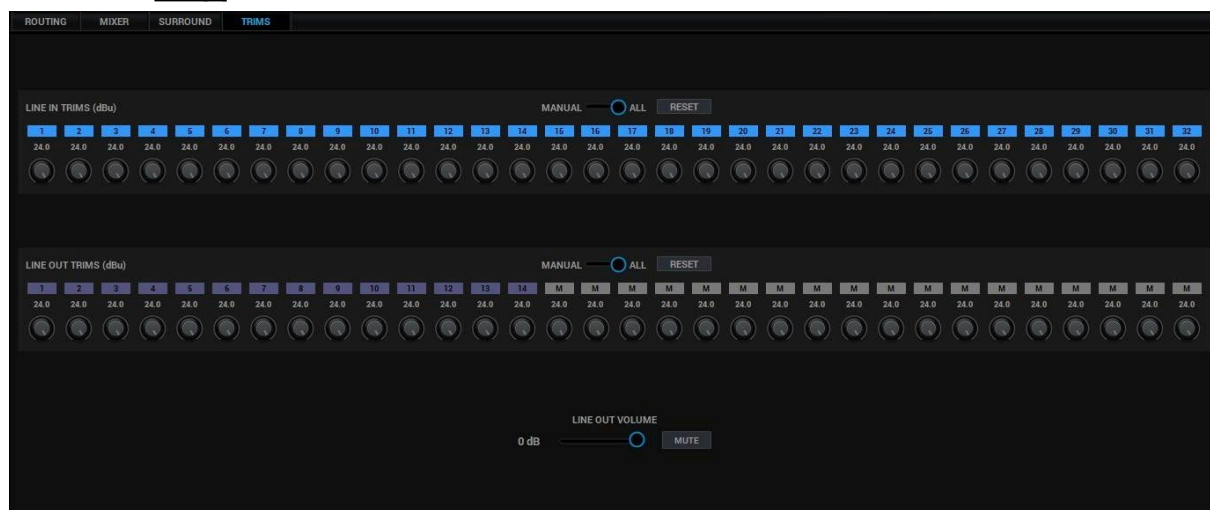 ROUTING MIXER SURROUND TRIMS
LINE IN TRIMS (dBu) MANUAL ALL RESET
1 2 3 4 5 6 7 8 9 10 11 12 13 14 15 16 17 18 19 20 21 22 23 24 25 26 27 28 29 30 31 32
24.0 24.0 24.0 24.0 24.0 24.0 24.0 24.0 24.0 24.0 24.0 24.0 24.0 24.0 24.0 24.0 24.0 24.0 24.0 24.0 24.0 24.0 24.0 24.0 24.0 24.0 24.0 24.0 24.0 24.0 24.0 24.0
LINE OUT TRIMS (dBu) MANUAL ALL RESET
1 2 3 4 5 6 7 8 9 10 11 12 13 14 M M M M M M M M M M M M M M M M M M
24.0 24.0 24.0 24.0 24.0 24.0 24.0 24.0 24.0 24.0 24.0 24.0 24.0 24.0 24.0 24.0 24.0 24.0 24.0 24.0 24.0 24.0 24.0 24.0 24.0 24.0 24.0 24.0 24.0 24.0 24.0 24.0
LINE OUT VOLUME
0 dB MUTE